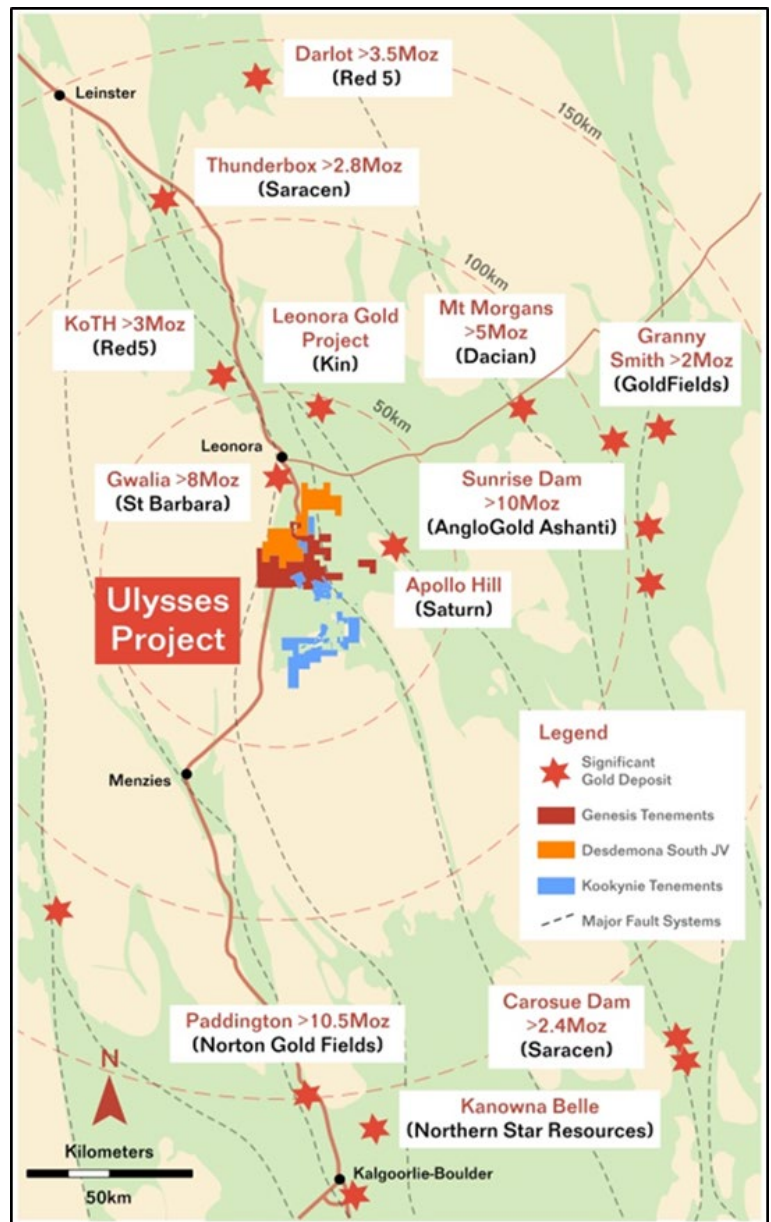 Darlot >3.5Moz
(Red 5)
Leinster
150km
Thunderbox >2.8Moz
(Saracen)
100km
KoTH >3Moz
(Red5)
Leonora Gold
Project
(Kin)
Mt Morgans
>5Moz
(Dacian)
Granny
Smith >2Moz
(GoldFields)
50km
Leonora
Gwalia >8Moz
(St Barbara)
Sunrise Dam
>10Moz
(AngloGold Ashanti)
Apollo Hill
(Saturn)
Ulysses
Project
Legend
Significant
Gold Deposit
Genesis Tenements
Desdemona South JV
Kookynie Tenements
Major Fault Systems
Menzies
Paddington >10.5Moz
(Norton Gold Fields)
Carosue Dam
>2.4Moz
(Saracen)
N
Kanowna Belle
(Northern Star Resources)
Kilometers
50km
Kalgoorlie-Boulder